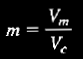 m = V_m / V_c